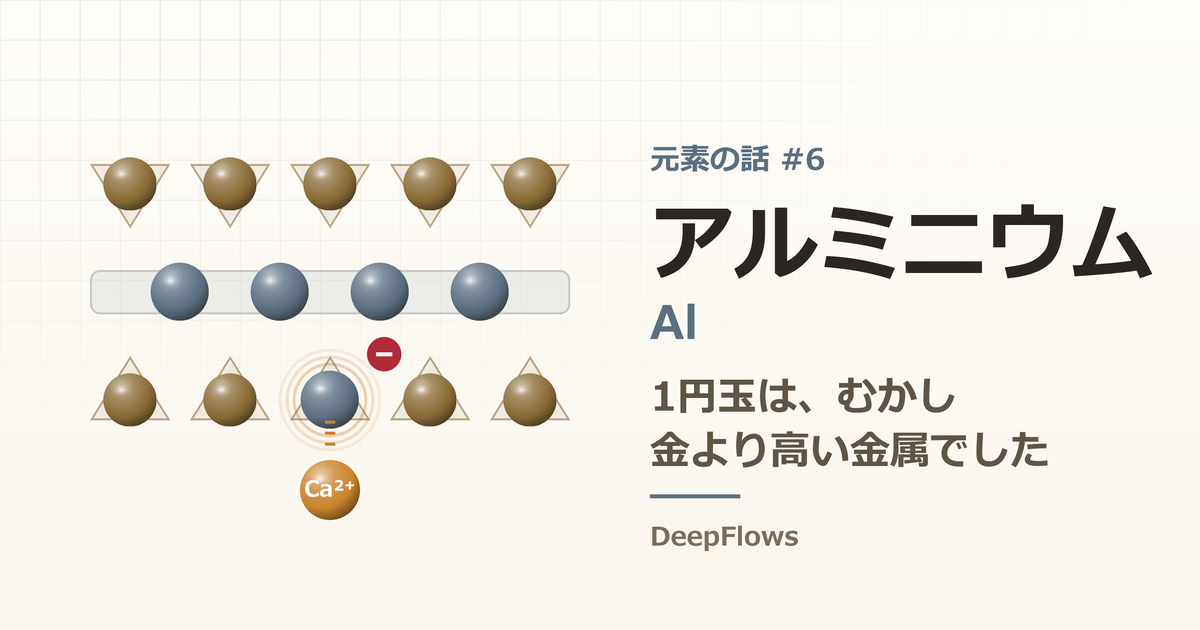 元素の話 #6
アルミニウム
Al
1円玉は、むかし
金より高い金属でした
DeepFlows
−
Ca²⁺